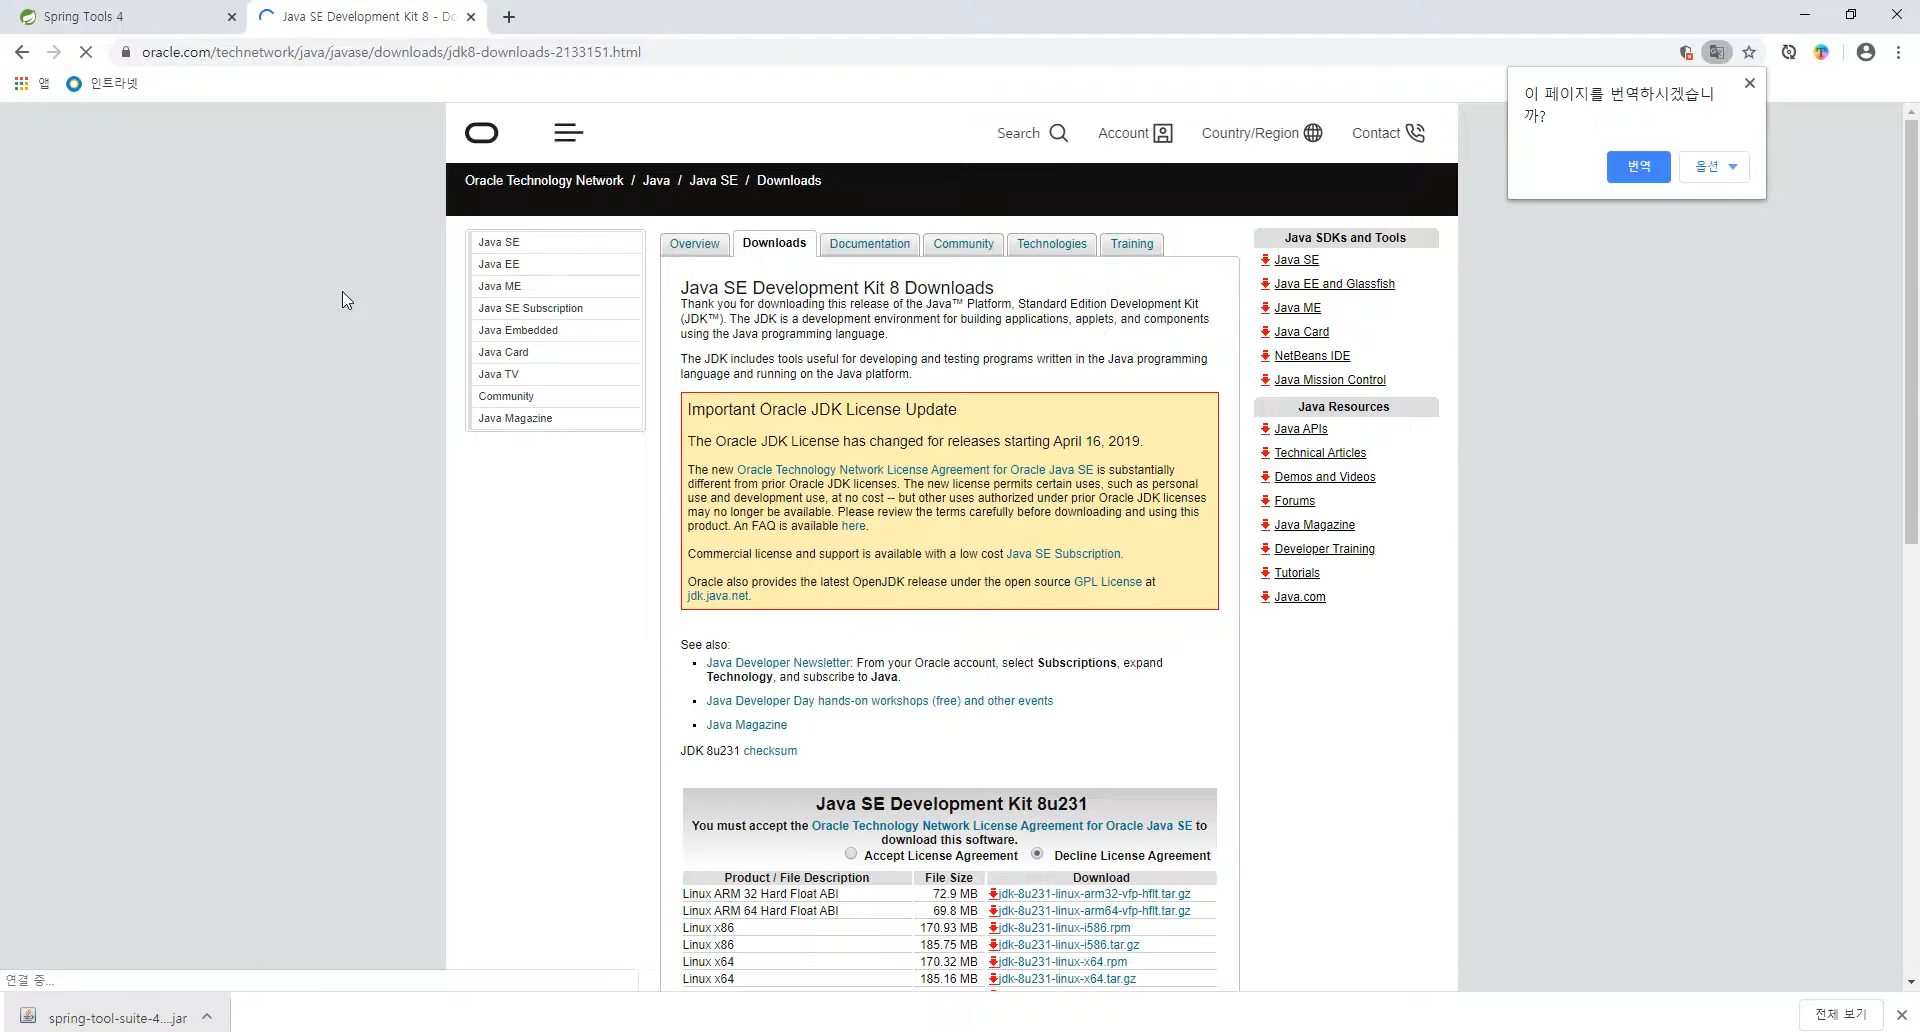 Spring Tools 4
Java SE Development Kit 8 - Do
oracle.com/technetwork/java/javase/downloads/jdk8-downloads-2133151.html
앱
인트라넷
이 페이지를 번역하시겠습니
까?
번역
옵션
Search
Account
Country/Region
Contact
Oracle Technology Network / Java / Java SE / Downloads
Java SE
Java EE
Java ME
Java SE Subscription
Java Embedded
Java Card
Java TV
Community
Java Magazine
Overview
Downloads
Documentation
Community
Technologies
Training
Java SE Development Kit 8 Downloads
Thank you for downloading this release of the Java™ Platform, Standard Edition Development Kit
(JDK™). The JDK is a development environment for building applications, applets, and components
using the Java programming language.
The JDK includes tools useful for developing and testing programs written in the Java programming
language and running on the Java platform.
Important Oracle JDK License Update
The Oracle JDK License has changed for releases starting April 16, 2019.
The new Oracle Technology Network License Agreement for Oracle Java SE is substantially
different from prior Oracle JDK licenses. The new license permits certain uses, such as personal
use and development use, at no cost -- but other uses authorized under prior Oracle JDK licenses
may no longer be available. Please review the terms carefully before downloading and using this
product. An FAQ is available here.
Commercial license and support is available with a low cost Java SE Subscription.
Oracle also provides the latest OpenJDK release under the open source GPL License at
jdk.java.net.
See also:
Java Developer Newsletter: From your Oracle account, select Subscriptions, expand
Technology, and subscribe to Java.
Java Developer Day hands-on workshops (free) and other events
Java Magazine
JDK 8u231 checksum
Java SE Development Kit 8u231
You must accept the Oracle Technology Network License Agreement for Oracle Java SE to
download this software.
Accept License Agreement Decline License Agreement
Product / File Description File Size Download
Linux ARM 32 Hard Float ABI 72.9 MB jdk-8u231-linux-arm32-vfp-hflt.tar.gz
Linux ARM 64 Hard Float ABI 69.8 MB jdk-8u231-linux-arm64-vfp-hflt.tar.gz
Linux x86 170.93 MB jdk-8u231-linux-i586.rpm
Linux x86 185.75 MB jdk-8u231-linux-i586.tar.gz
Linux x64 170.32 MB jdk-8u231-linux-x64.rpm
Linux x64 185.16 MB jdk-8u231-linux-x64.tar.gz
Java SDKs and Tools
Java SE
Java EE and Glassfish
Java ME
Java Card
NetBeans IDE
Java Mission Control
Java Resources
Java APIs
Technical Articles
Demos and Videos
Forums
Java Magazine
Developer Training
Tutorials
Java.com
연결 중...
spring-tool-suite-4....jar
전체 보기